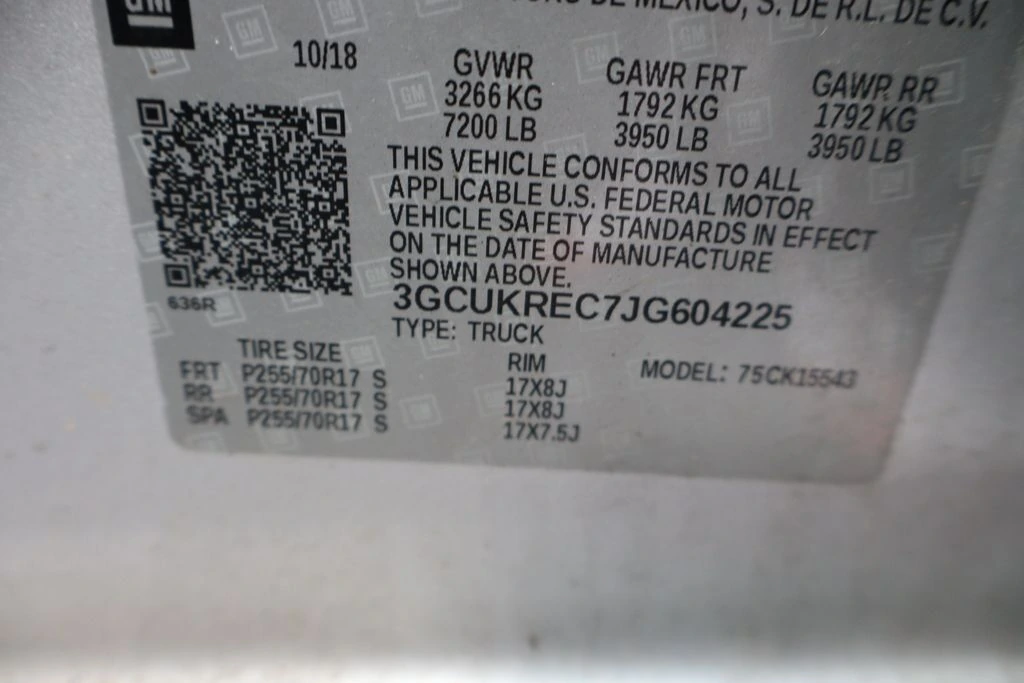 GM
DE MEXICO, S. DE R.L. DE C.V.
10/18
GVWR GAWR FRT GAWR RR
3266 KG 1792 KG 1792 KG
7200 LB 3950 LB 3950 LB
THIS VEHICLE CONFORMS TO ALL
APPLICABLE U.S. FEDERAL MOTOR
VEHICLE SAFETY STANDARDS IN EFFECT
ON THE DATE OF MANUFACTURE
SHOWN ABOVE.
636R
3GCUKREC7JG604225
TYPE: TRUCK
TIRE SIZE RIM MODEL: 75CK15543
FRT P255/70R17 S 17X8J
RR P255/70R17 S 17X8J
SPA P255/70R17 S 17X7.5J